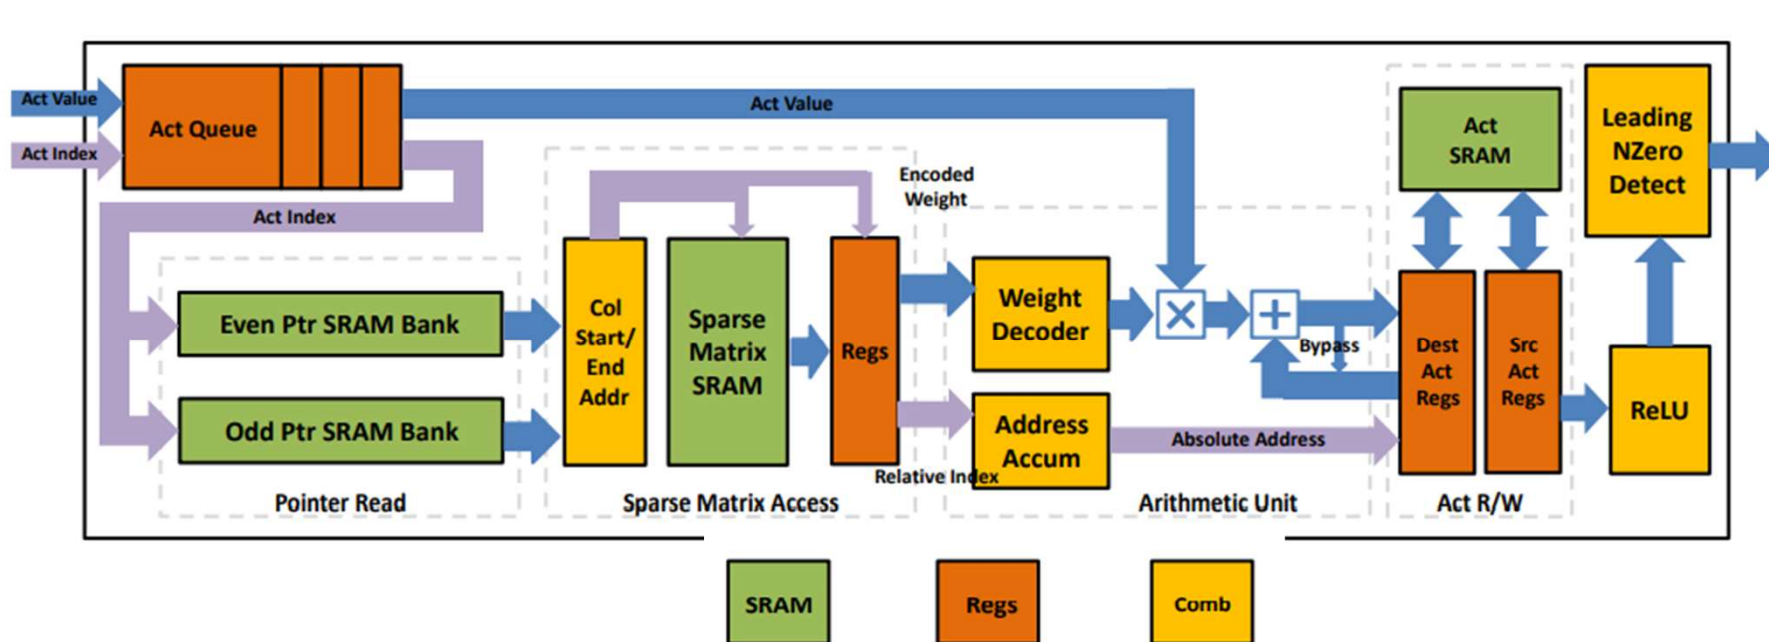 Act Value
Act Index
Act Queue
Act Value
Act Index
Even Ptr SRAM Bank
Odd Ptr SRAM Bank
Pointer Read
Col
Start/
End
Addr
Sparse
Matrix
SRAM
Regs
Sparse Matrix Access
Encoded
Weight
Relative Index
Weight
Decoder
Address
Accum
Bypass
Absolute Address
Arithmetic Unit
Act
SRAM
Dest
Act
Regs
Src
Act
Regs
Act R/W
Leading
NZero
Detect
ReLU
SRAM
Regs
Comb